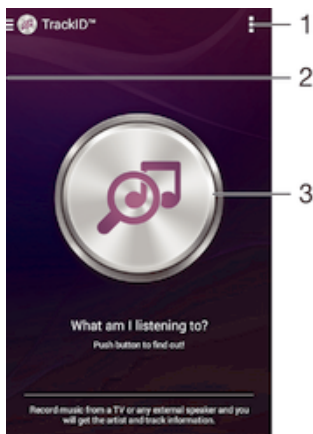 TrackID™
1
2
3
What am I listening to?
Push button to find out!
Record music from a TV or any external speaker and you
will get the artist and track information.